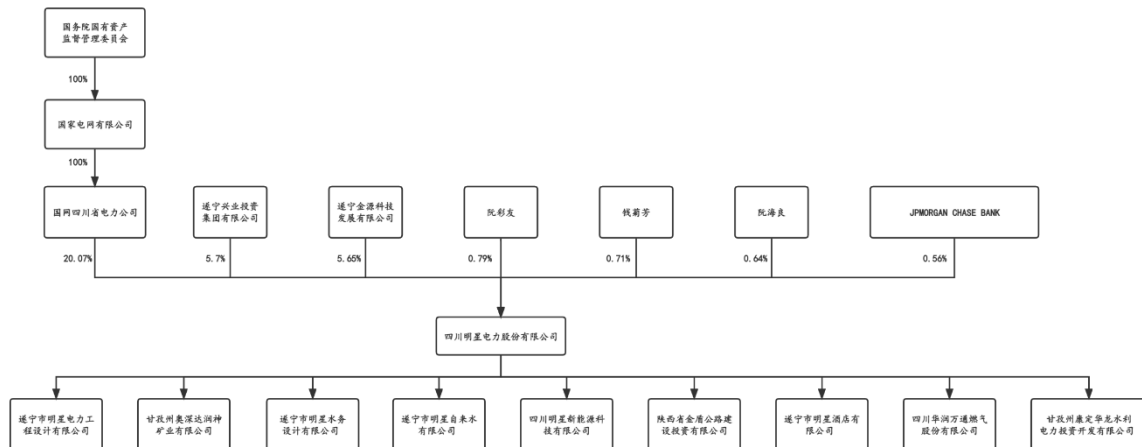 国务院国有资产
监督管理委员会
100%
国家电网有限公司
100%
国网四川省电力公司
遂宁兴业投资
集团有限公司
遂宁金源科技
发展有限公司
阮彩友
钱菊芳
阮海良
JPMORGAN CHASE BANK
20.07%
5.7%
5.65%
0.79%
0.71%
0.64%
0.56%
四川明星电力股份有限公司
遂宁市明星电力工
程设计有限公司
甘孜州奥深达润神
矿业有限公司
遂宁市明星水务
设计有限公司
遂宁市明星自来水
有限公司
四川明星新能源科
技有限公司
陕西省金盾公路建
设投资有限公司
遂宁市明星酒店有
限公司
四川华润万通燃气
股份有限公司
甘孜州康定华龙水利
电力投资开发有限公司